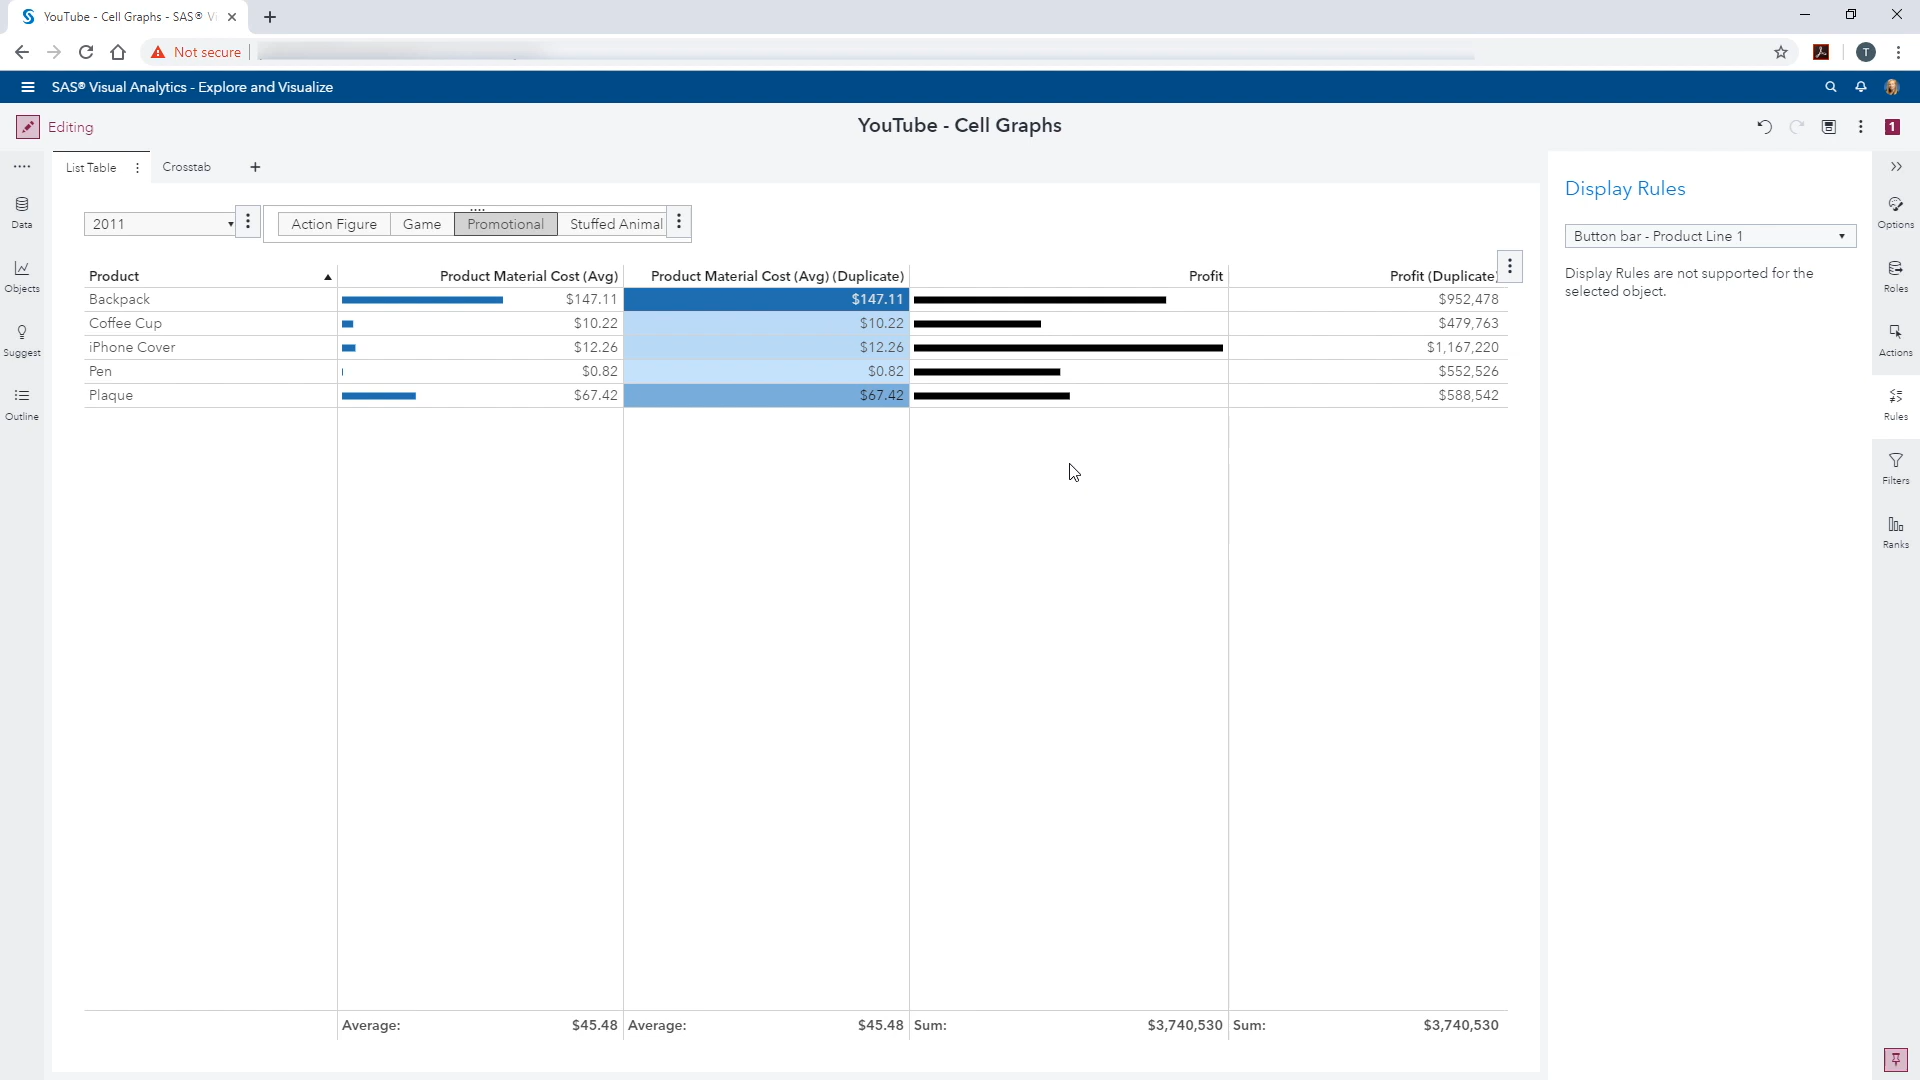 YouTube - Cell Graphs - SAS® Vi
Not secure
T
SAS® Visual Analytics - Explore and Visualize
Editing
YouTube - Cell Graphs
1
List Table
Crosstab
Data
Objects
Suggest
Outline
2011
Action Figure
Game
Promotional
Stuffed Animal
Product
Product Material Cost (Avg)
Product Material Cost (Avg) (Duplicate)
Profit
Profit (Duplicate)
Backpack $147.11 $147.11 $952,478
Coffee Cup $10.22 $10.22 $479,763
iPhone Cover $12.26 $12.26 $1,167,220
Pen $0.82 $0.82 $552,526
Plaque $67.42 $67.42 $588,542
Average: $45.48 Average: $45.48 Sum: $3,740,530 Sum: $3,740,530
Display Rules
Button bar - Product Line 1
Display Rules are not supported for the
selected object.
Options
Roles
Actions
Rules
Filters
Ranks